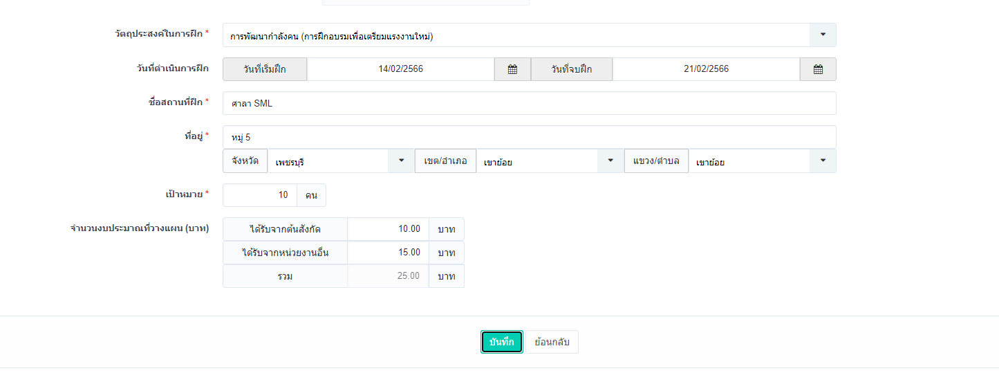 วัตถุประสงค์ในการฝึก * การพัฒนากำลังคน (การฝึกอบรมเพื่อเตรียมแรงงานใหม่)
วันที่ดำเนินการฝึก วันที่เริ่มฝึก 14/02/2566 วันที่จบฝึก 21/02/2566
ชื่อสถานที่ฝึก * ศาลา SML
ที่อยู่ * หมู่ 5
จังหวัด เพชรบุรี เขต/อำเภอ เขาย้อย แขวง/ตำบล เขาย้อย
เป้าหมาย * 10 คน
จำนวนงบประมาณที่วางแผน (บาท) ได้รับจากต้นสังกัด 10.00 บาท
ได้รับจากหน่วยงานอื่น 15.00 บาท
รวม 25.00 บาท
บันทึก ย้อนกลับ